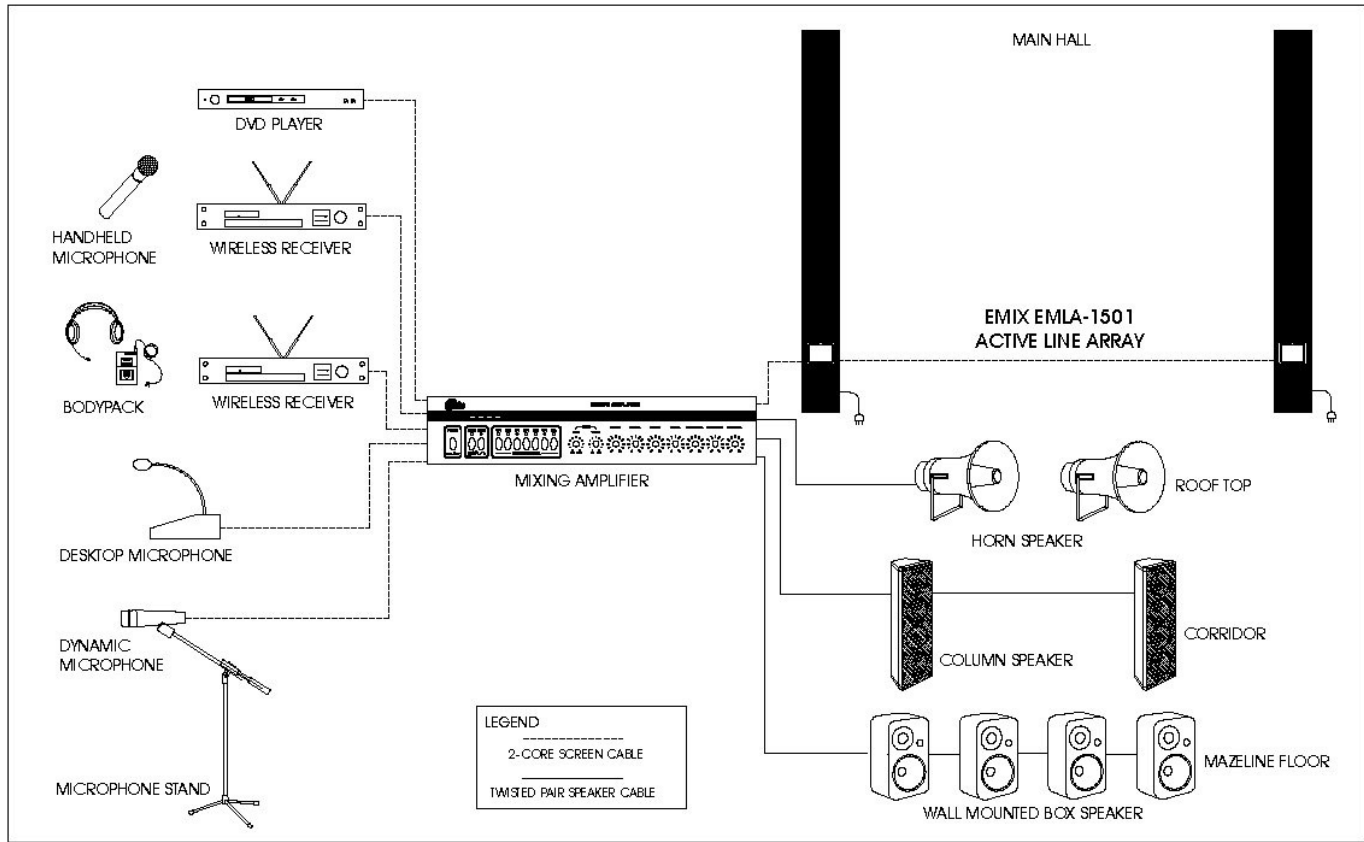 MAIN HALL
DVD PLAYER
HANDHELD
MICROPHONE
WIRELESS RECEIVER
EMIX EMLA-1501
ACTIVE LINE ARRAY
BODYPACK
WIRELESS RECEIVER
MIXING AMPLIFIER
ROOF TOP
HORN SPEAKER
DESKTOP MICROPHONE
DYNAMIC
MICROPHONE
CORRIDOR
COLUMN SPEAKER
LEGEND
2-CORE SCREEN CABLE
TWISTED PAIR SPEAKER CABLE
MICROPHONE STAND
MAZELINE FLOOR
WALL MOUNTED BOX SPEAKER